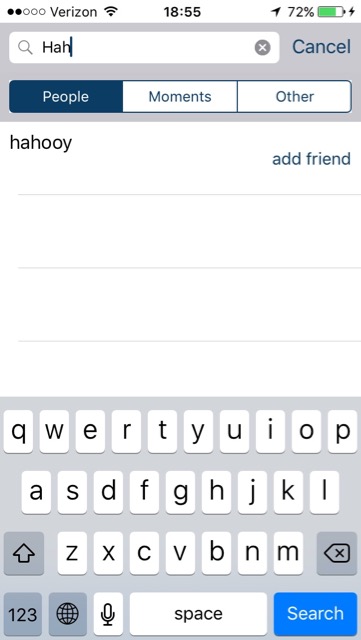 Verizon 18:55 72%
Hah Cancel
People Moments Other
hahooy
add friend
q w e r t y u i o p
a s d f g h j k l
z x c v b n m
123 space Search